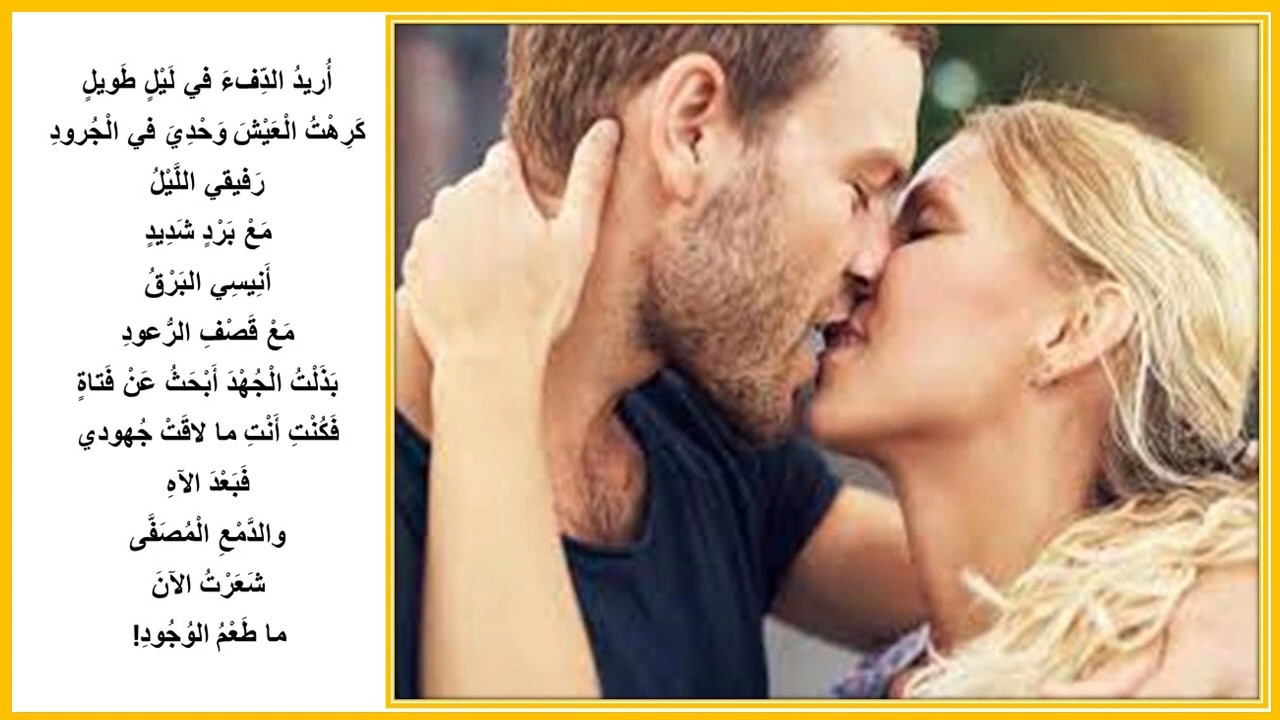 أُريدُ الدِّفءَ في لَيْلٍ طَويلٍ
كَرِهْتُ الْعَيْشَ وَحْدِيَ في الْجُرودِ
رَفيقي اللَّيْلُ
مَعْ بَرْدٍ شَدِيدٍ
أَنِيسِي البَرْقُ
مَعْ قَصْفِ الرُّعودِ
بَذَلْتُ الْجُهْدَ أَبْحَثُ عَنْ فَتاةٍ
فَكُنْتِ أَنْتِ ما لاقَتْ جُهودي
فَبَعْدَ الآهِ
والدَّمْعِ الْمُصَفَّى
شَعَرْتُ الآنَ
ما طَعْمُ الوُجُودِ!